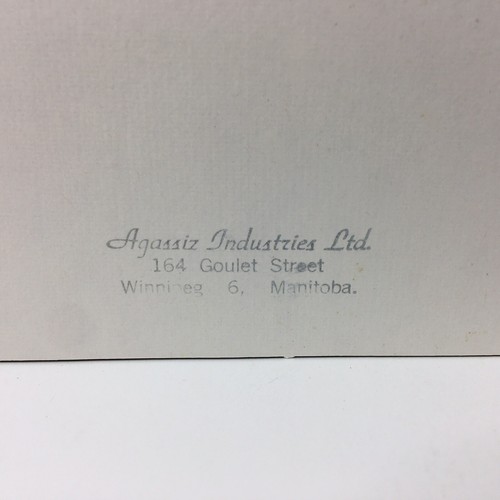 Agassiz Industries Ltd.
164 Goulet Street
Winnipeg 6, Manitoba.